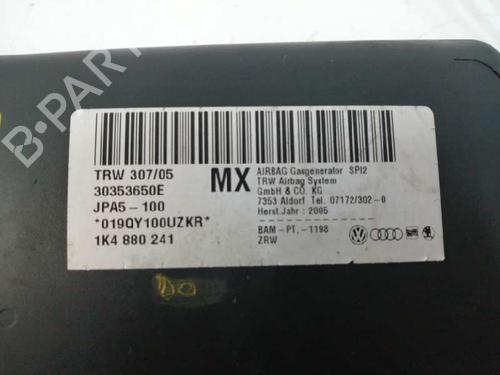 B-PARTS
TRW 307/05
30353650E
JPA5-100
*019QY100UZKR*
1K4 880 241
MX
AIRBAG Gasgenerator SPI2
TRW Airbag System
GmbH & CO. KG
7353 Aldorf Tel. 07172/302-0
Herst.Jahr : 2005
BAM-PT,-1198
ZRW